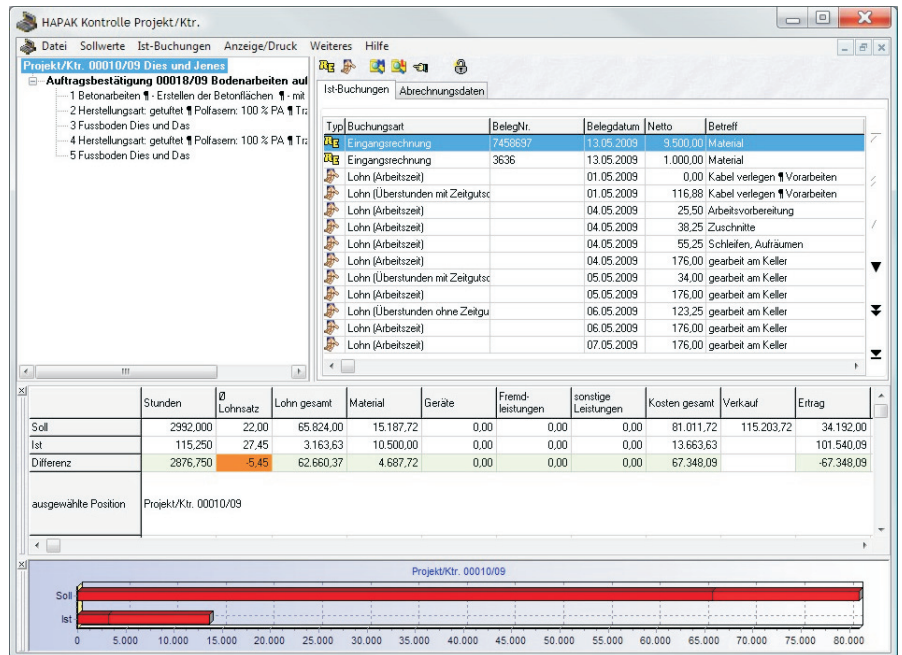 HAPAK Kontrolle Projekt/Ktr.
Datei Sollwerte Ist-Buchungen Anzeige/Druck Weiteres Hilfe
Projekt/Ktr. 00010/09 Dies und Jenes
Auftragsbestätigung 00018/09 Bodenarbeiten auf
1 Betonarbeiten ¶ - Erstellen der Betonflächen ¶ - mit
2 Herstellungsart: getuftet ¶ Polfasern: 100 % PA ¶ Tra
3 Fussboden Dies und Das
4 Herstellungsart: getuftet ¶ Polfasern: 100 % PA ¶ Tra
5 Fussboden Dies und Das
Ist-Buchungen Abrechnungsdaten
Typ Buchungsart BelegNr. Belegdatum Netto Betreff
Eingangsrechnung 7458697 13.05.2009 9.500,00 Material
Eingangsrechnung 3636 13.05.2009 1.000,00 Material
Lohn (Arbeitszeit) 01.05.2009 0,00 Kabel verlegen ¶ Vorarbeiten
Lohn (Überstunden mit Zeitgutsc 01.05.2009 116,88 Kabel verlegen ¶ Vorarbeiten
Lohn (Arbeitszeit) 04.05.2009 25,50 Arbeitsvorbereitung
Lohn (Arbeitszeit) 04.05.2009 38,25 Zuschnitte
Lohn (Arbeitszeit) 04.05.2009 55,25 Schleifen, Aufräumen
Lohn (Arbeitszeit) 04.05.2009 176,00 gearbeit am Keller
Lohn (Überstunden mit Zeitgutsc 05.05.2009 34,00 gearbeit am Keller
Lohn (Arbeitszeit) 05.05.2009 176,00 gearbeit am Keller
Lohn (Überstunden ohne Zeitgu 06.05.2009 123,25 gearbeit am Keller
Lohn (Arbeitszeit) 06.05.2009 176,00 gearbeit am Keller
Lohn (Arbeitszeit) 07.05.2009 176,00 gearbeit am Keller
Stunden Ø Lohnsatz Lohn gesamt Material Geräte Fremd-leistungen sonstige Leistungen Kosten gesamt Verkauf Ertrag
Soll 2992,000 22,00 65.824,00 15.187,72 0,00 0,00 0,00 81.011,72 115.203,72 34.192,00
Ist 115,250 27,45 3.163,63 10.500,00 0,00 0,00 0,00 13.663,63 101.540,09
Differenz 2876,750 -5,45 62.660,37 4.687,72 0,00 0,00 0,00 67.348,09 -67.348,09
ausgewählte Position Projekt/Ktr. 00010/09
Projekt/Ktr. 00010/09
Soll
Ist
0 5.000 10.000 15.000 20.000 25.000 30.000 35.000 40.000 45.000 50.000 55.000 60.000 65.000 70.000 75.000 80.000